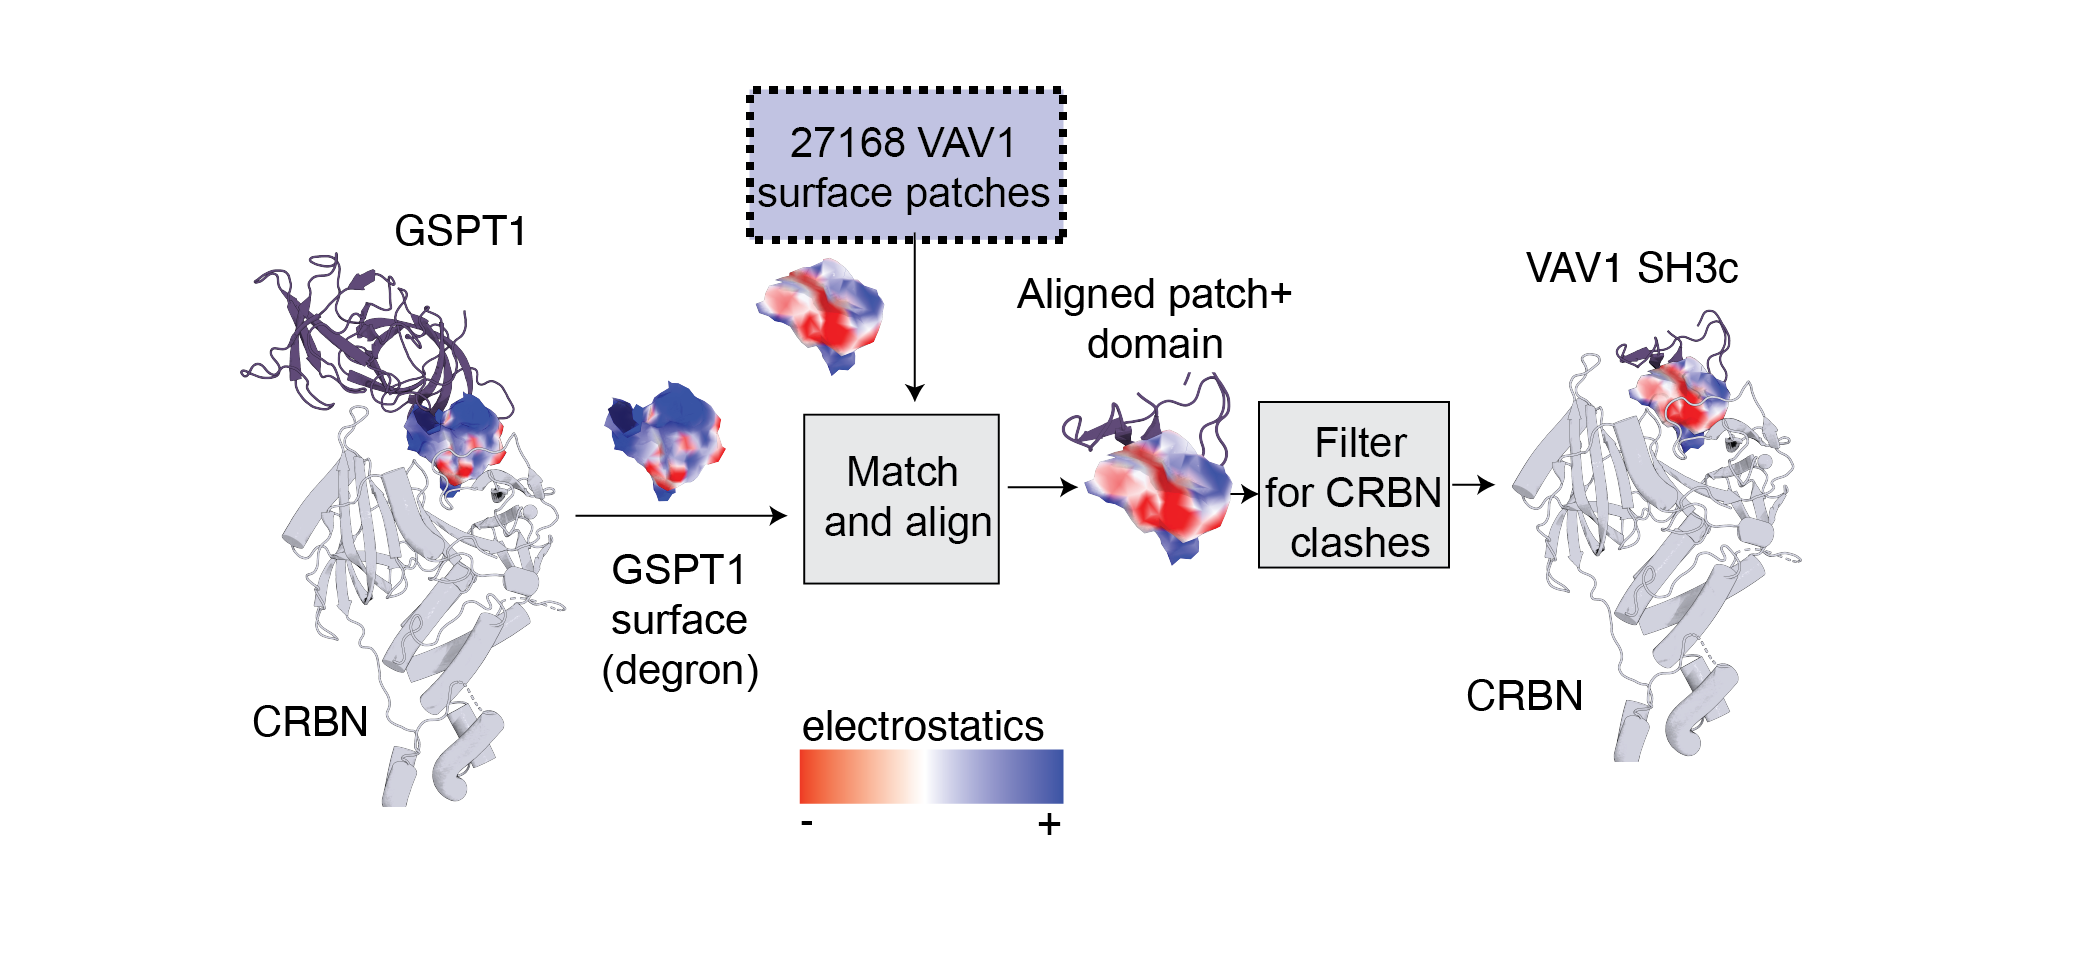 27168 VAV1
surface patches
GSPT1
VAV1 SH3c
Aligned patch+
domain
Match
and align
Filter
for CRBN
clashes
GSPT1
surface
(degron)
CRBN
CRBN
electrostatics
- +